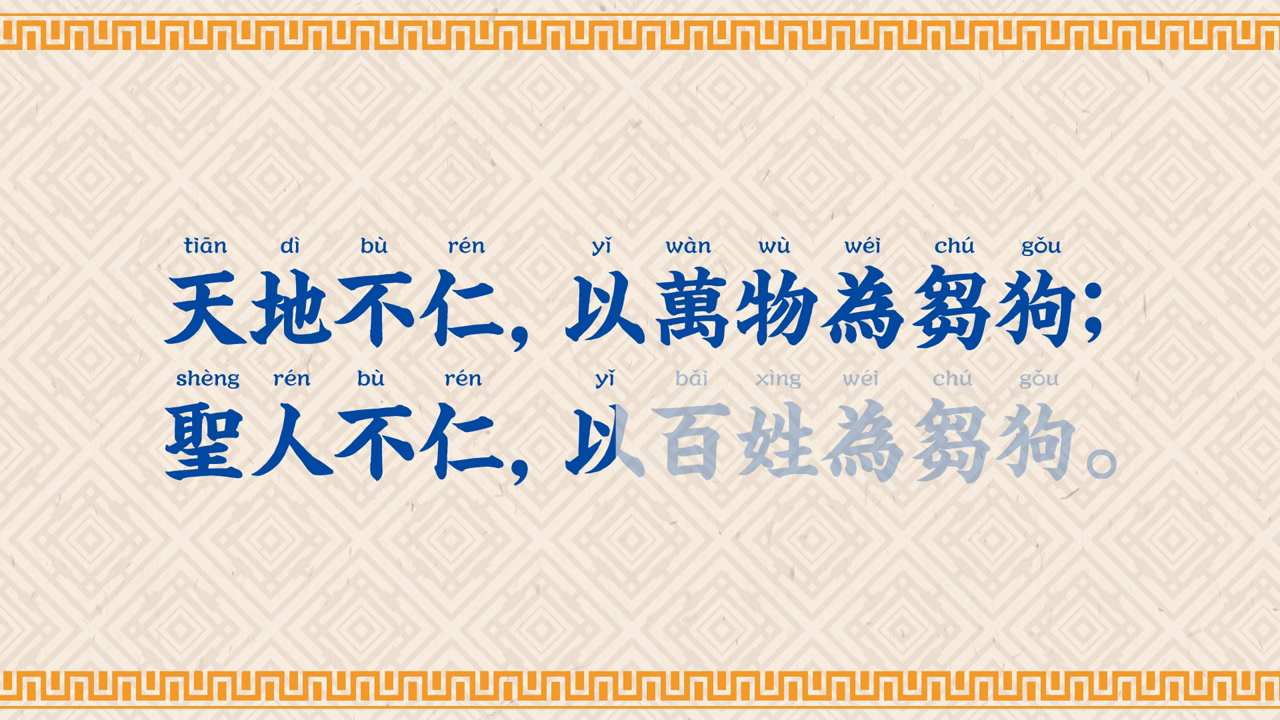 tiān dì bù rén yǐ wàn wù wéi chú gǒu
天地不仁，以萬物為芻狗；
shèng rén bù rén yǐ bǎi xìng wéi chú gǒu
聖人不仁，以百姓為芻狗。